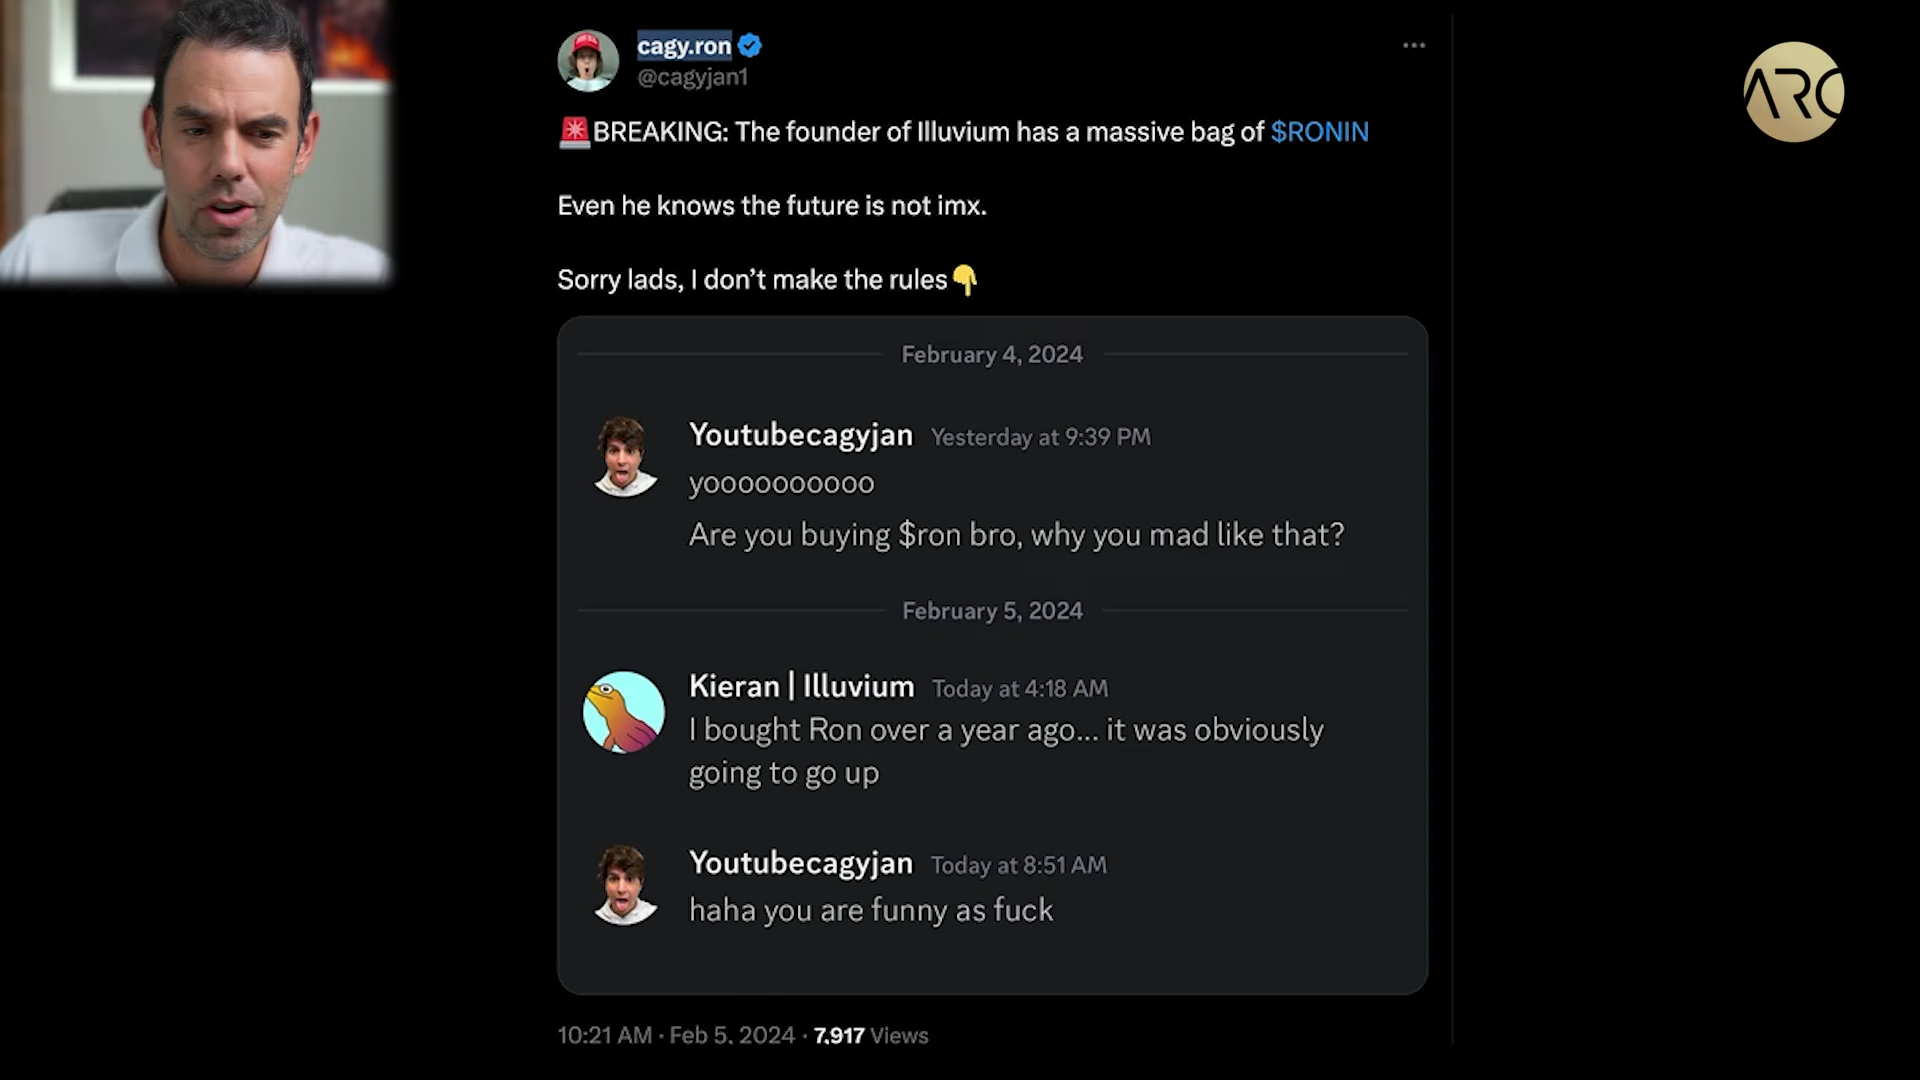 cagy.ron
@cagyjan1
ARC
🚨BREAKING: The founder of Illuvium has a massive bag of $RONIN
Even he knows the future is not imx.
Sorry lads, I don’t make the rules👇
February 4, 2024
Youtubecagyjan Yesterday at 9:39 PM
yoooooooooo
Are you buying $ron bro, why you mad like that?
February 5, 2024
Kieran | Illuvium Today at 4:18 AM
I bought Ron over a year ago... it was obviously
going to go up
Youtubecagyjan Today at 8:51 AM
haha you are funny as fuck
10:21 AM · Feb 5, 2024 · 7,917 Views